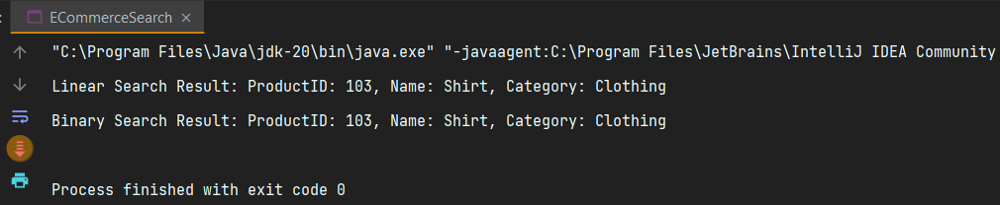 ECommerceSearch
"C:\Program Files\Java\jdk-20\bin\java.exe" "-javaagent:C:\Program Files\JetBrains\IntelliJ IDEA Community
Linear Search Result: ProductID: 103, Name: Shirt, Category: Clothing
Binary Search Result: ProductID: 103, Name: Shirt, Category: Clothing
Process finished with exit code 0